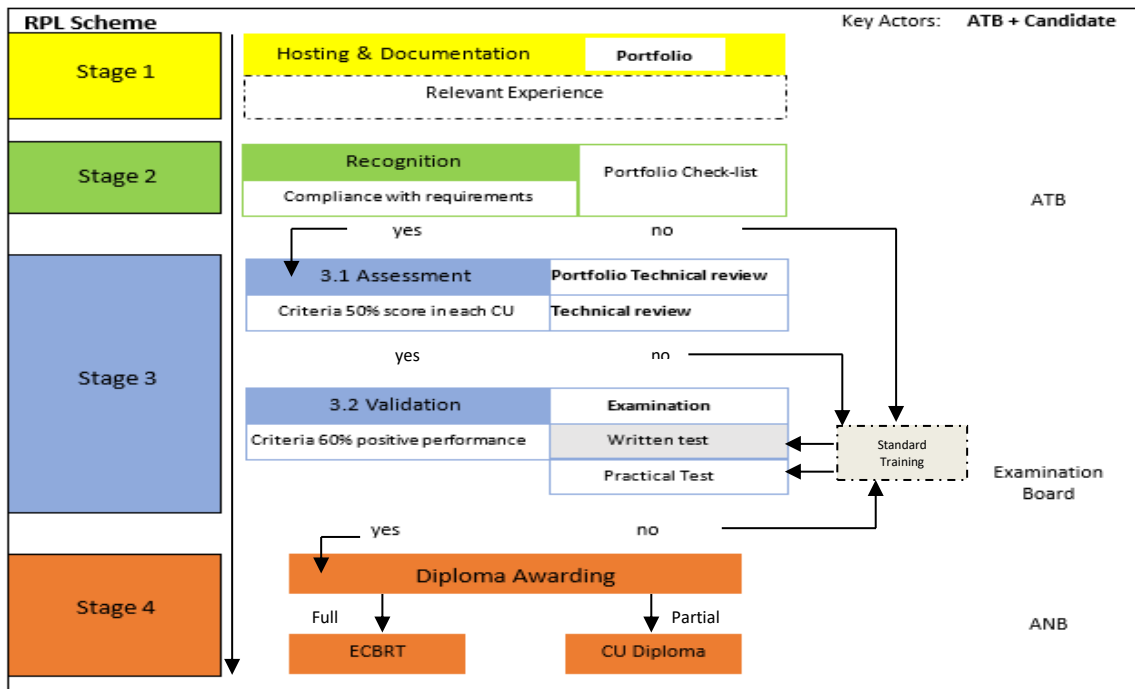 RPL Scheme
Key Actors: ATB + Candidate
Stage 1
Hosting & Documentation
Portfolio
Relevant Experience
Stage 2
Recognition
Portfolio Check-list
Compliance with requirements
ATB
yes
no
Stage 3
3.1 Assessment
Portfolio Technical review
Criteria 50% score in each CU
Technical review
yes
no
3.2 Validation
Examination
Criteria 60% positive performance
Written test
Practical Test
Standard
Training
Examination
Board
yes
no
Stage 4
Diploma Awarding
Full
Partial
ECBRT
CU Diploma
ANB